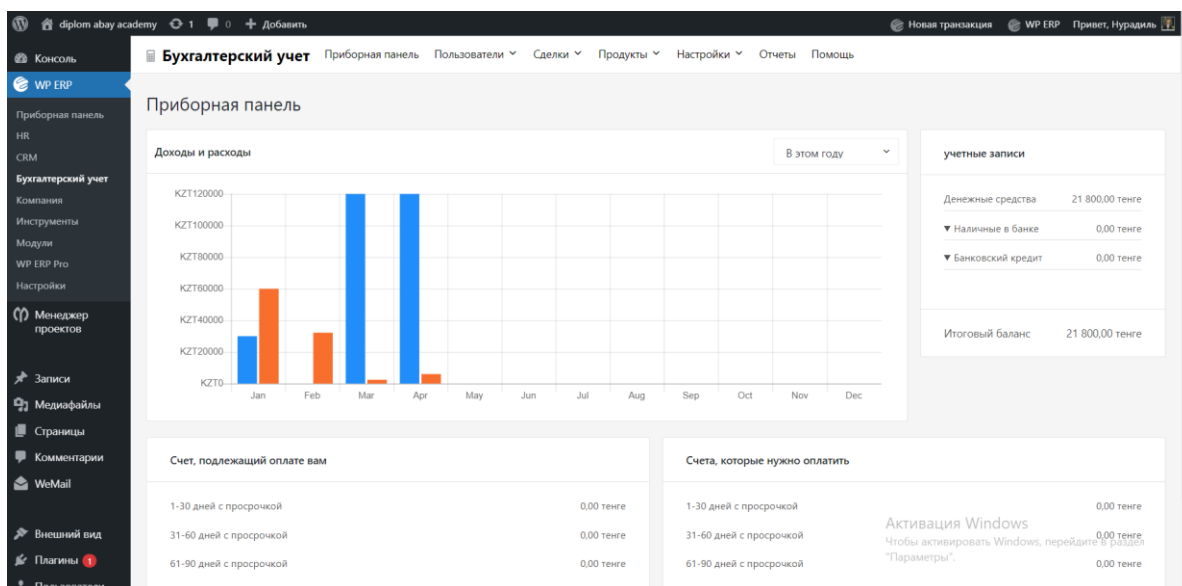 diplom abay academy 1 0 + Добавить Новая транзакция WP ERP Привет, Нурадиль
Консоль
WP ERP
Приборная панель
HR
CRM
Бухгалтерский учет
Компания
Инструменты
Модули
WP ERP Pro
Настройки
Менеджер
проектов
Записи
Медиафайлы
Страницы
Комментарии
WeMail
Внешний вид
Плагины 1
Пользователи
Бухгалтерский учет Приборная панель Пользователи Сделки Продукты Настройки Отчеты Помощь
Приборная панель
Доходы и расходы В этом году
KZT120000
KZT100000
KZT80000
KZT60000
KZT40000
KZT20000
KZT0
Jan Feb Mar Apr May Jun Jul Aug Sep Oct Nov Dec
учетные записи
Денежные средства 21 800,00 тенге
▼ Наличные в банке 0,00 тенге
▼ Банковский кредит 0,00 тенге
Итоговый баланс 21 800,00 тенге
Счет, подлежащий оплате вам
1-30 дней с просрочкой 0,00 тенге
31-60 дней с просрочкой 0,00 тенге
61-90 дней с просрочкой 0,00 тенге
Счета, которые нужно оплатить
1-30 дней с просрочкой 0,00 тенге
31-60 дней с просрочкой 0,00 тенге
61-90 дней с просрочкой 0,00 тенге
Активация Windows
Чтобы активировать Windows, перейдите в раздел
"Параметры".